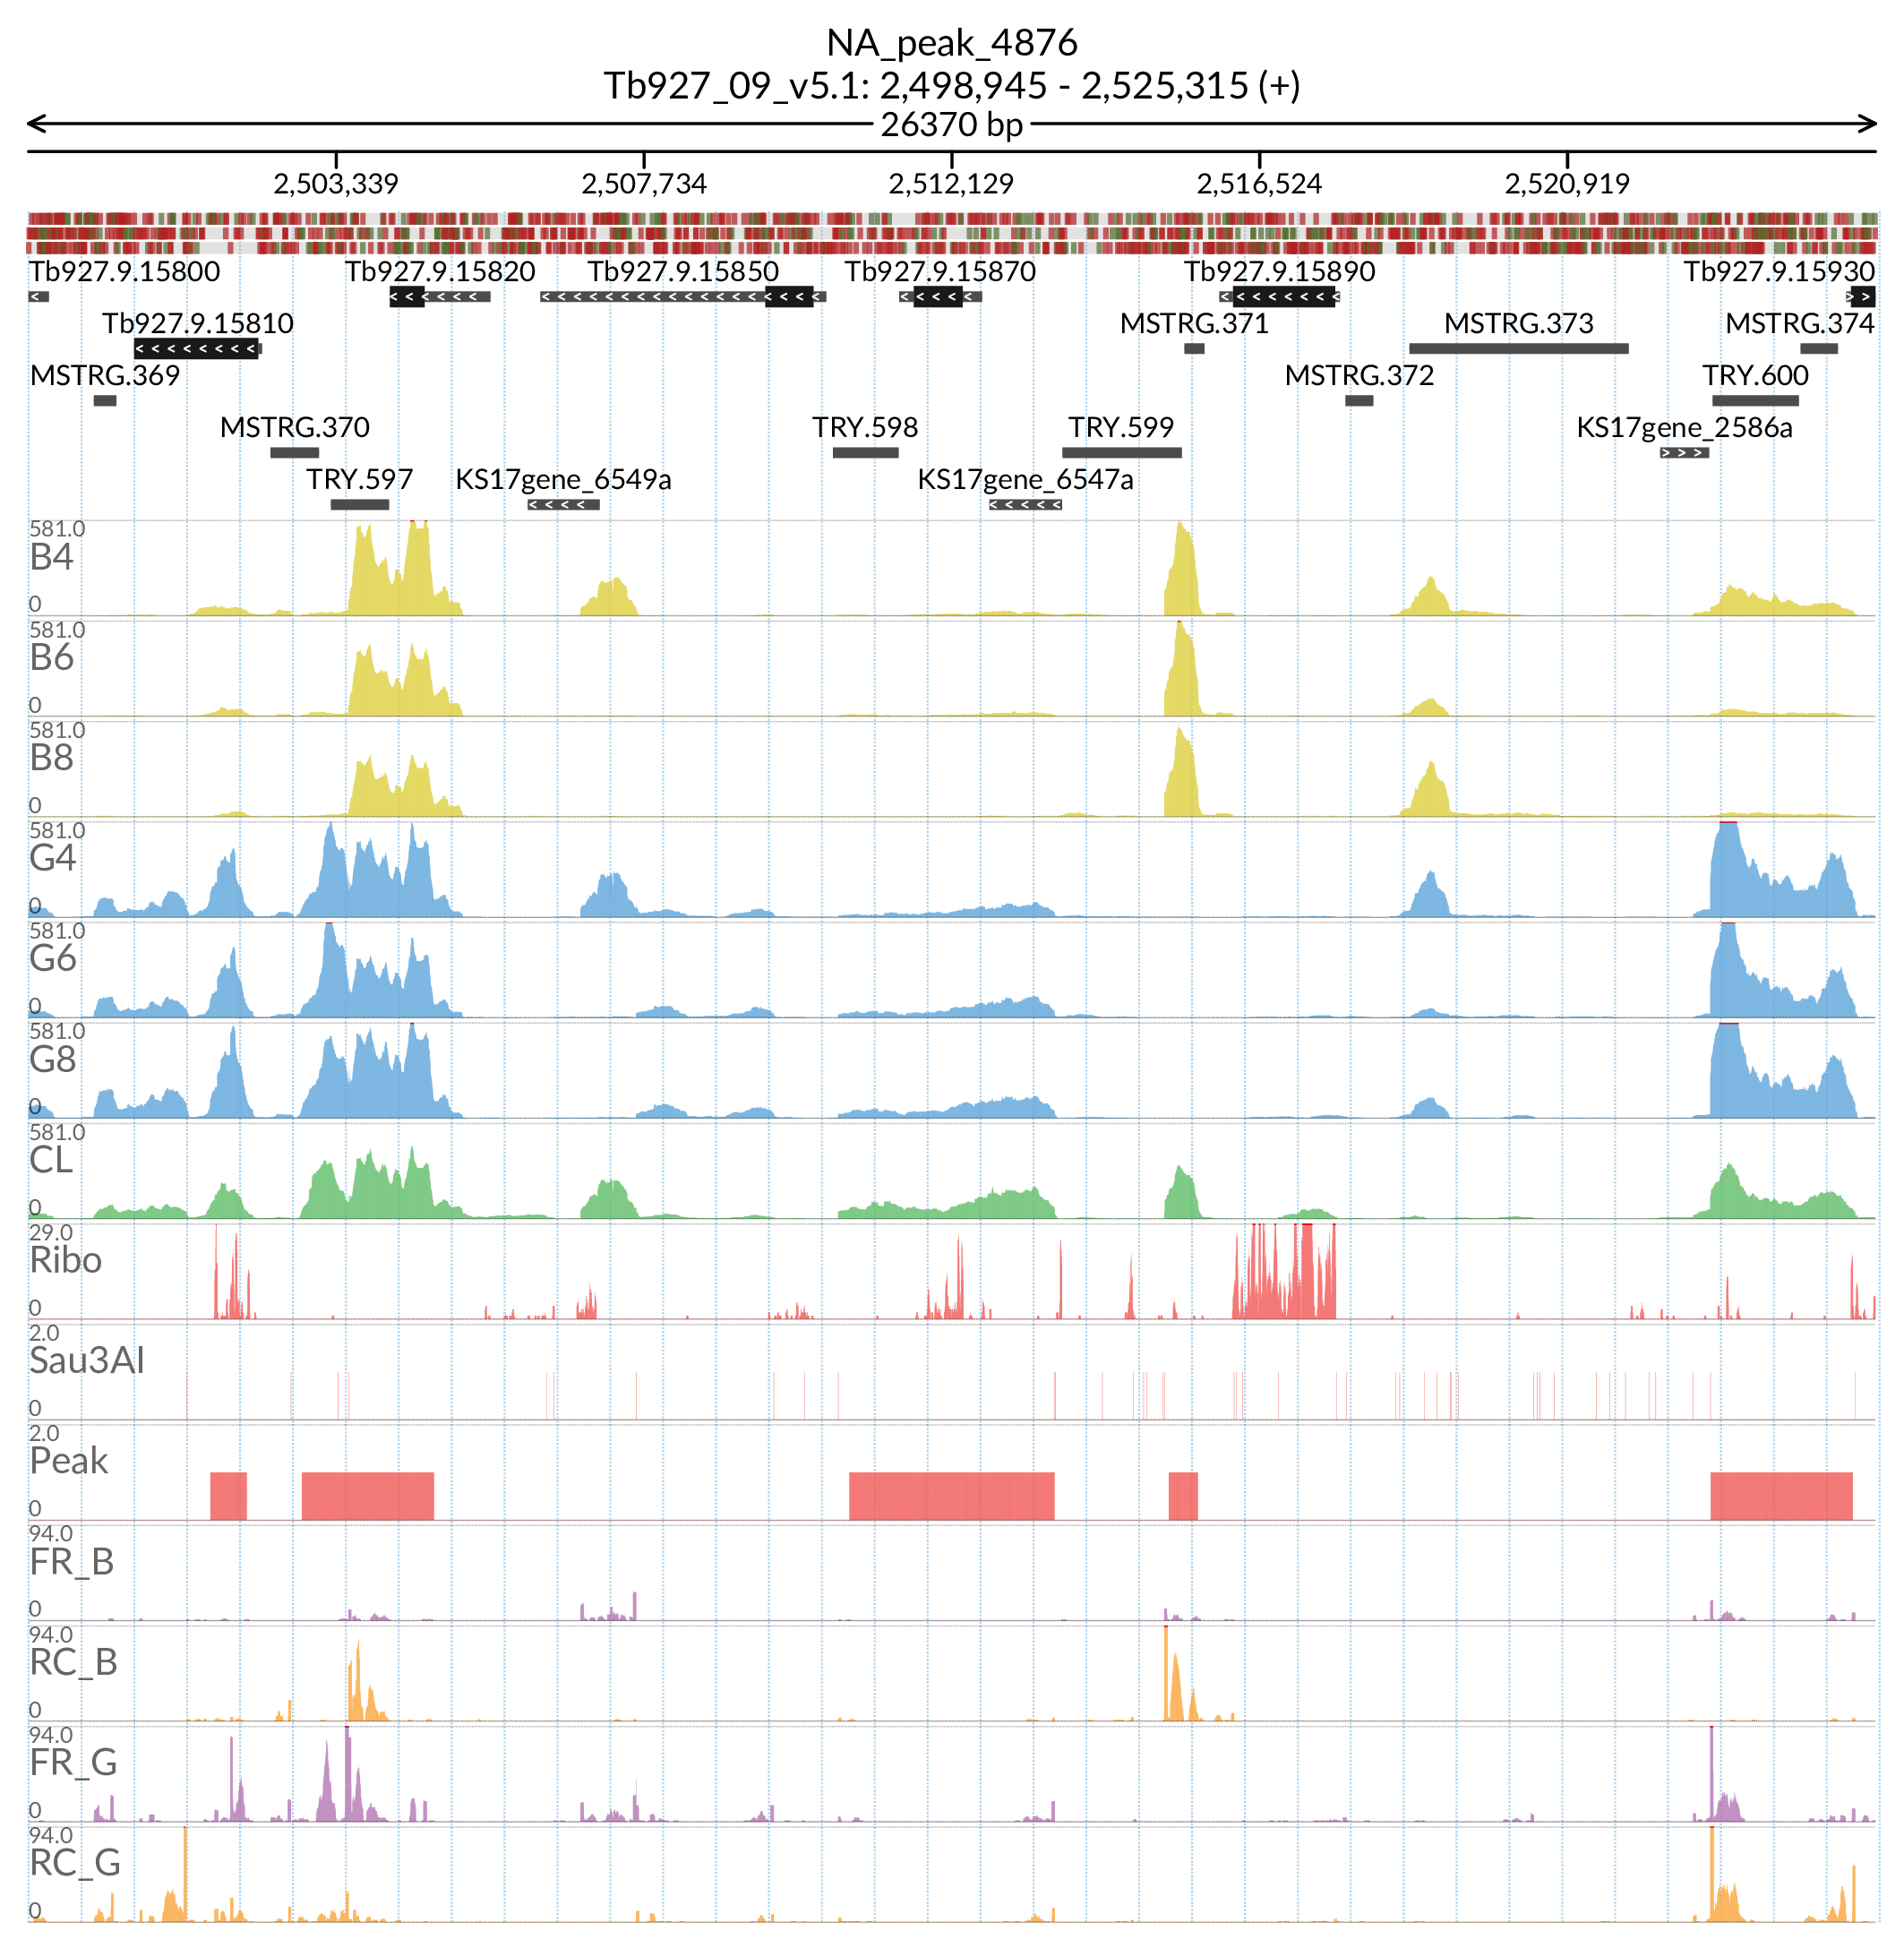 NA_peak_4876
Tb927_09_v5.1: 2,498,945 - 2,525,315 (+)
26370 bp
2,503,339 2,507,734 2,512,129 2,516,524 2,520,919
Tb927.9.15800 Tb927.9.15820 Tb927.9.15850 Tb927.9.15870 Tb927.9.15890 Tb927.9.15930
Tb927.9.15810 MSTRG.371 MSTRG.373 MSTRG.374
MSTRG.369 MSTRG.372 TRY.600
MSTRG.370 TRY.598 TRY.599 KS17gene_2586a
TRY.597 KS17gene_6549a KS17gene_6547a
581.0
B4
0
581.0
B6
0
581.0
B8
0
581.0
G4
0
581.0
G6
0
581.0
G8
0
581.0
CL
0
29.0
Ribo
0
2.0
Sau3AI
0
2.0
Peak
0
94.0
FR_B
0
94.0
RC_B
0
94.0
FR_G
0
94.0
RC_G
0